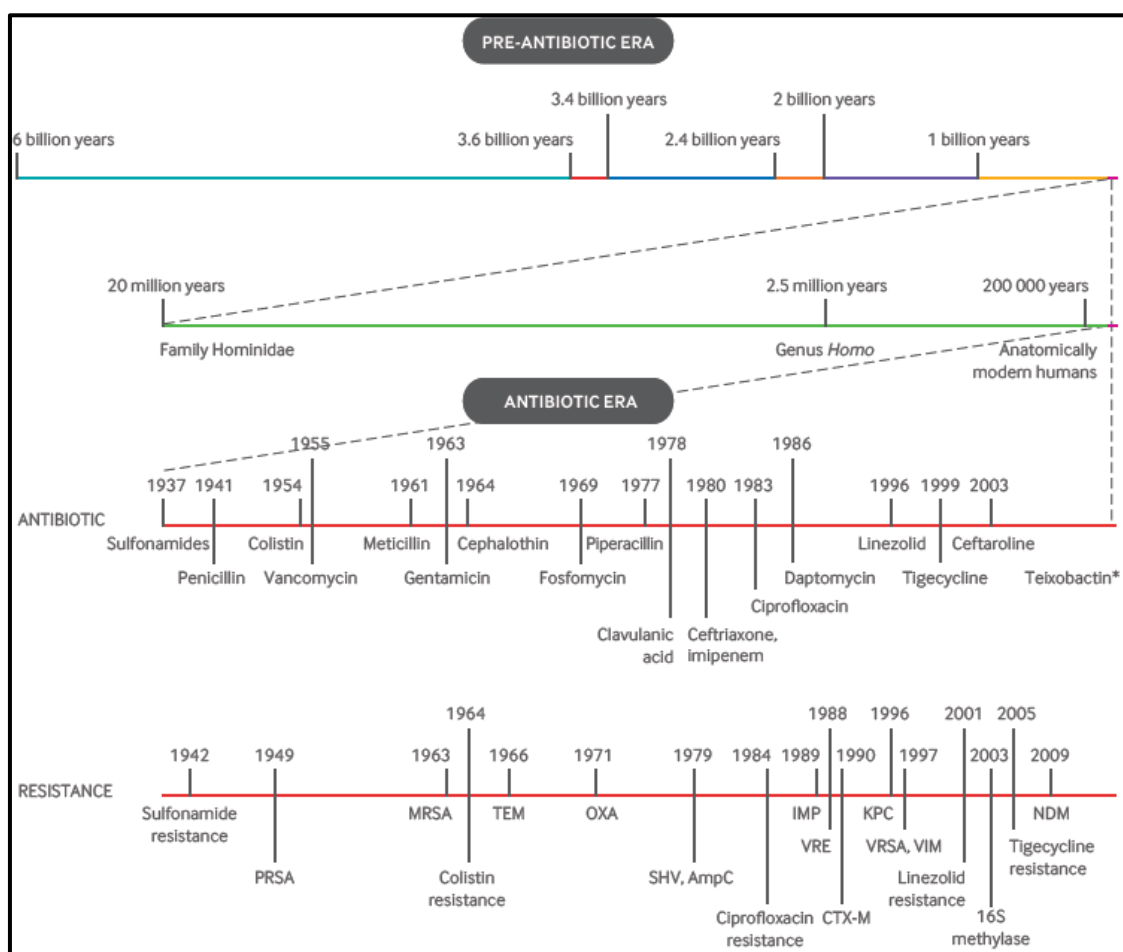 PRE-ANTIBIOTIC ERA
3.4 billion years
2 billion years
6 billion years
3.6 billion years
2.4 billion years
1 billion years
20 million years
2.5 million years
200 000 years
Family Hominidae
Genus Homo
Anatomically
modern humans
ANTIBIOTIC ERA
1955
1963
1978
1986
1937
1941
1954
1961
1964
1969
1977
1980
1983
1996
1999
2003
ANTIBIOTIC
Sulfonamides
Colistin
Meticillin
Cephalothin
Piperacillin
Linezolid
Ceftaroline
Penicillin
Vancomycin
Gentamicin
Fosfomycin
Daptomycin
Tigecycline
Teixobactin*
Ciprofloxacin
Clavulanic
acid
Ceftriaxone,
imipenem
1964
1988
1996
2001
2005
1942
1949
1963
1966
1971
1979
1984
1989
1990
1997
2003
2009
RESISTANCE
Sulfonamide
resistance
MRSA
TEM
OXA
IMP
KPC
NDM
VRE
VRSA, VIM
Tigecycline
resistance
PRSA
Colistin
resistance
SHV, AmpC
Linezolid
resistance
Ciprofloxacin
resistance
CTX-M
16S
methylase